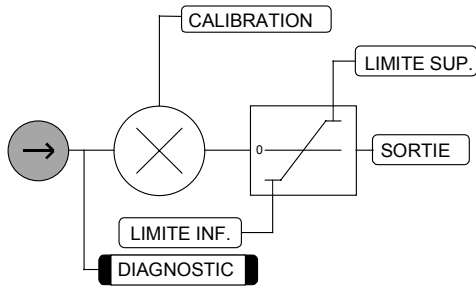 CALIBRATION
LIMITE SUP.
0
SORTIE
LIMITE INF.
DIAGNOSTIC